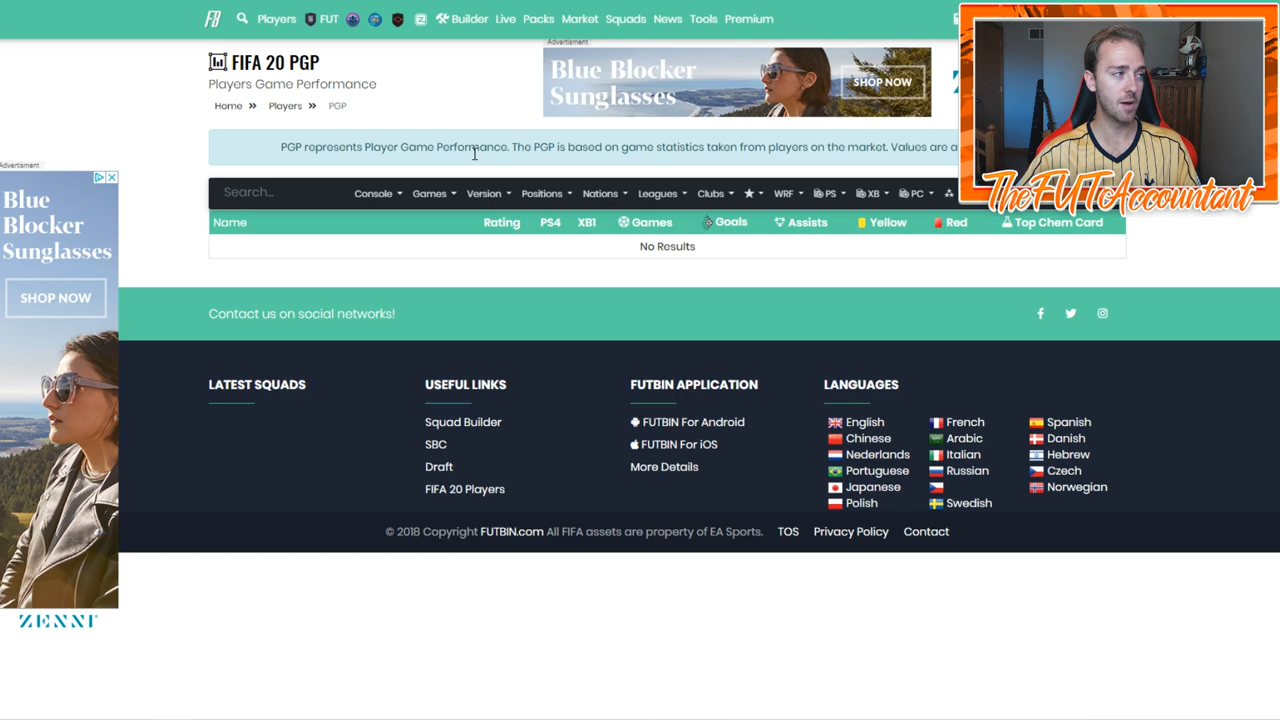 FB Players FUT Builder Live Packs Market Squads News Tools Premium
Advertisment
FIFA 20 PGP
Players Game Performance
Home » Players » PGP
Blue Blocker
Sunglasses
SHOP NOW
PGP represents Player Game Performance. The PGP is based on game statistics taken from players on the market. Values are a
TheFUTAccountant
Search... Console Games Version Positions Nations Leagues Clubs WRF PS XB PC
Name Rating PS4 XB1 Games Goals Assists Yellow Red Top Chem Card
No Results
Advertisment
Blue
Blocker
Sunglasses
SHOP NOW
ZENNI
Contact us on social networks!
LATEST SQUADS
USEFUL LINKS
Squad Builder
SBC
Draft
FIFA 20 Players
FUTBIN APPLICATION
FUTBIN For Android
FUTBIN For iOS
More Details
LANGUAGES
English French Spanish
Chinese Arabic Danish
Nederlands Italian Hebrew
Portuguese Russian Czech
Japanese Norwegian
Polish Swedish
© 2018 Copyright FUTBIN.com All FIFA assets are property of EA Sports. TOS Privacy Policy Contact